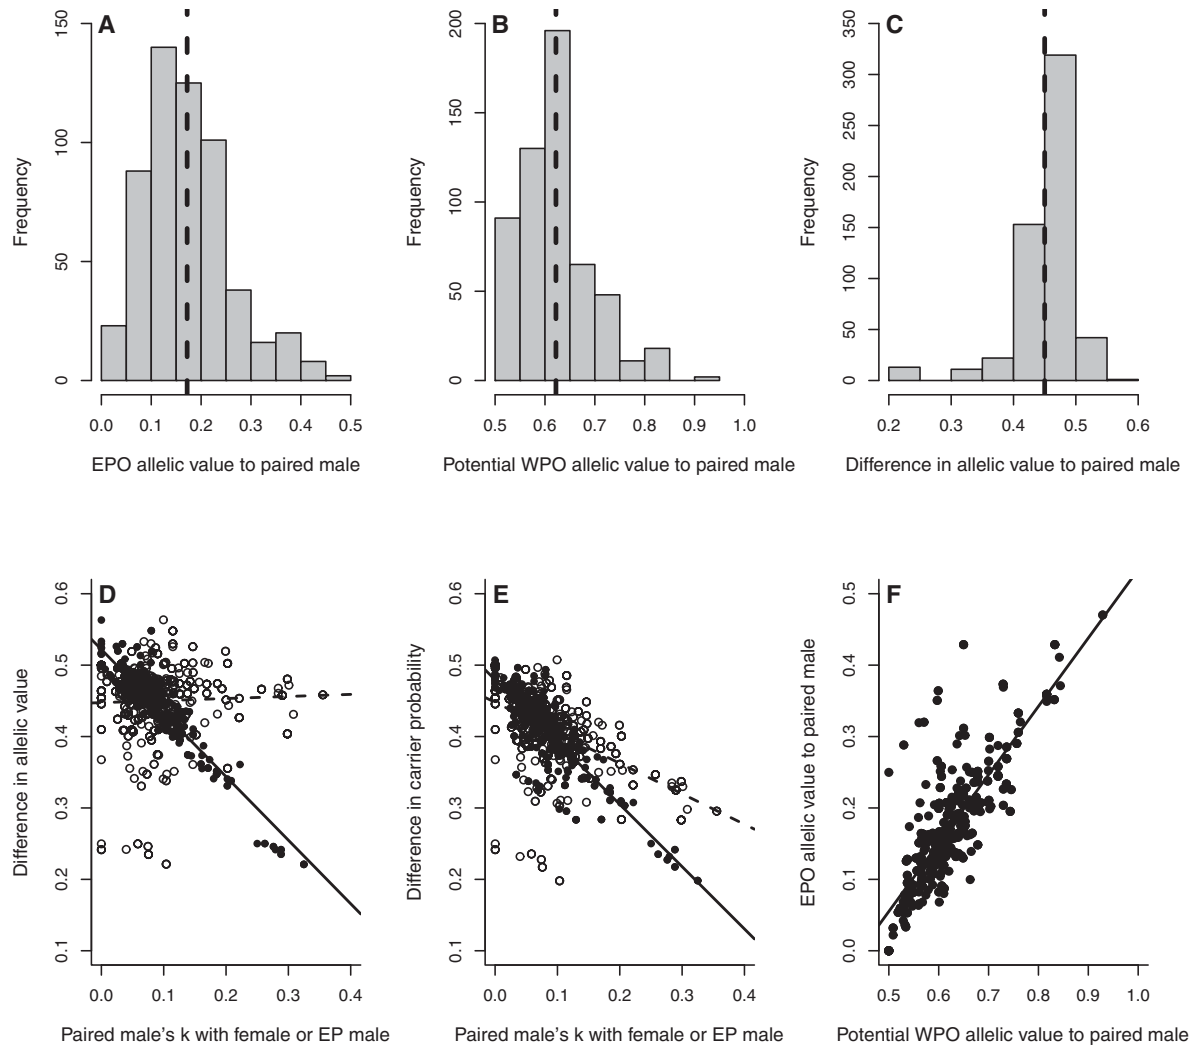 A
B
C
Frequency
0
50
100
150
0.0 0.1 0.2 0.3 0.4 0.5
EPO allelic value to paired male
Frequency
0
50
100
150
200
0.5 0.6 0.7 0.8 0.9 1.0
Potential WPO allelic value to paired male
Frequency
0
50
100
150
200
250
300
350
0.2 0.3 0.4 0.5 0.6
Difference in allelic value to paired male
D
E
F
Difference in allelic value
0.1
0.2
0.3
0.4
0.5
0.6
0.0 0.1 0.2 0.3 0.4
Paired male's k with female or EP male
Difference in carrier probability
0.1
0.2
0.3
0.4
0.5
0.6
0.0 0.1 0.2 0.3 0.4
Paired male's k with female or EP male
EPO allelic value to paired male
0.0
0.1
0.2
0.3
0.4
0.5
0.5 0.6 0.7 0.8 0.9 1.0
Potential WPO allelic value to paired male